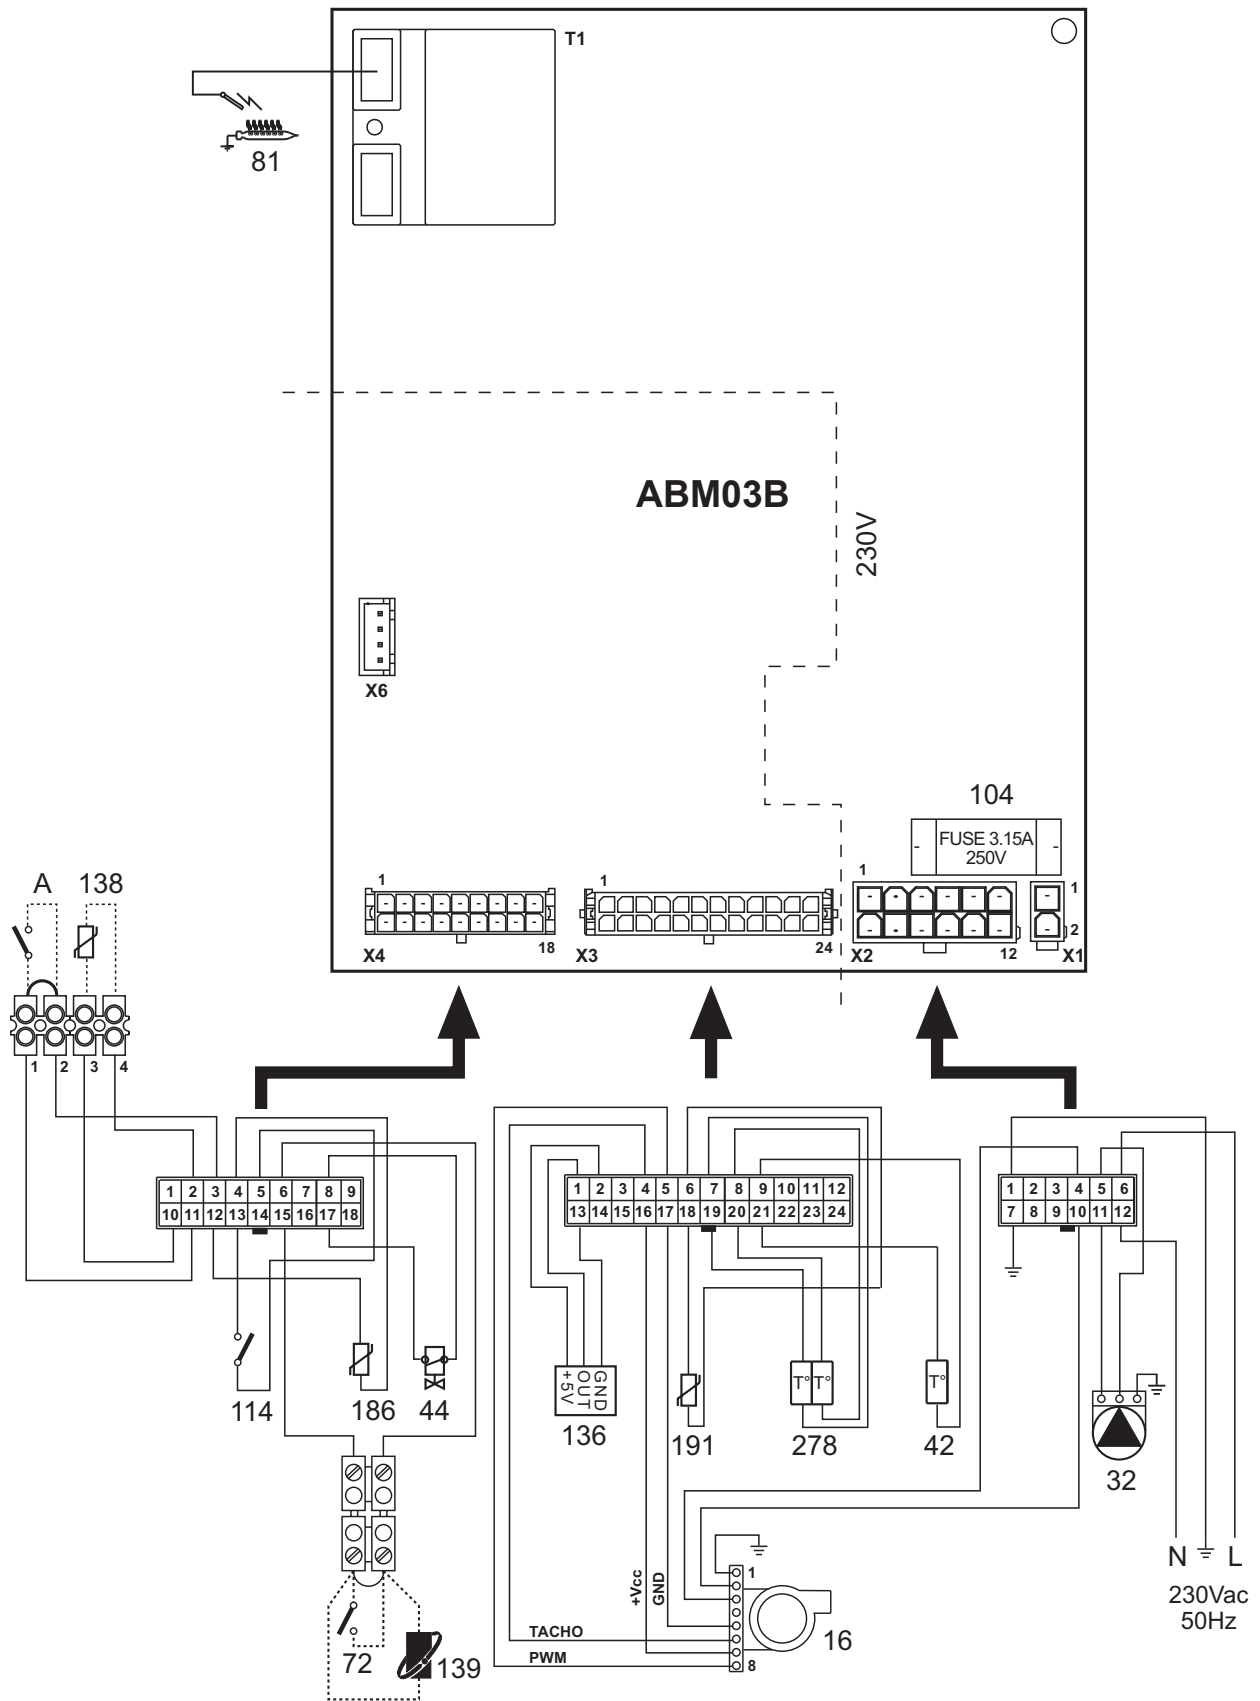 T1
81
ABM03B
230V
X6
104
FUSE 3.15A
250V
1
18
X4
1
24
X3
1
12
X2
1
2
X1
A 138
1 2 3 4
1 2 3 4 5 6 7 8 9
10 11 12 13 14 15 16 17 18
1 2 3 4 5 6 7 8 9 10 11 12
13 14 15 16 17 18 19 20 21 22 23 24
1 2 3 4 5 6
7 8 9 10 11 12
T° T°
T°
GND
OUT
+5V
114 186 44
136 191 278 42
32
N L
230Vac
50Hz
+Vcc
GND
TACHO
PWM
1
8
16
72 139